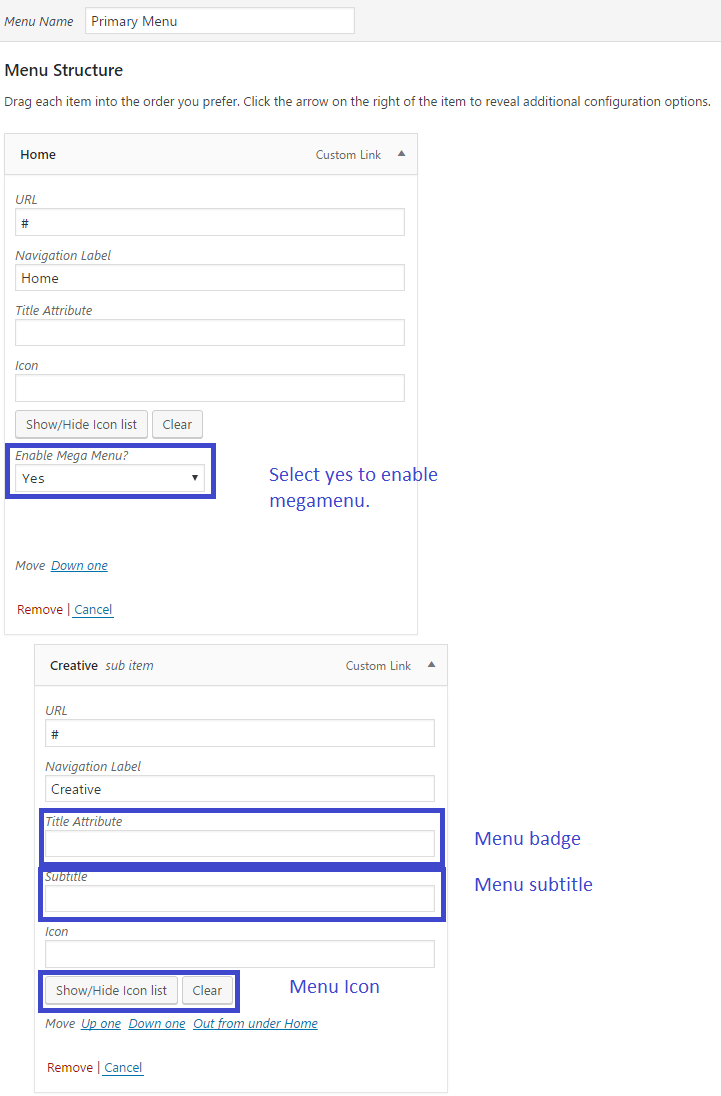 Menu Name Primary Menu
Menu Structure
Drag each item into the order you prefer. Click the arrow on the right of the item to reveal additional configuration options.
Home Custom Link
URL
#
Navigation Label
Home
Title Attribute
Icon
Show/Hide Icon list Clear
Enable Mega Menu?
Yes
Select yes to enable
megamenu.
Move Down one
Remove | Cancel
Creative sub item Custom Link
URL
#
Navigation Label
Creative
Title Attribute
Menu badge
Subtitle
Menu subtitle
Icon
Show/Hide Icon list Clear
Menu Icon
Move Up one Down one Out from under Home
Remove | Cancel